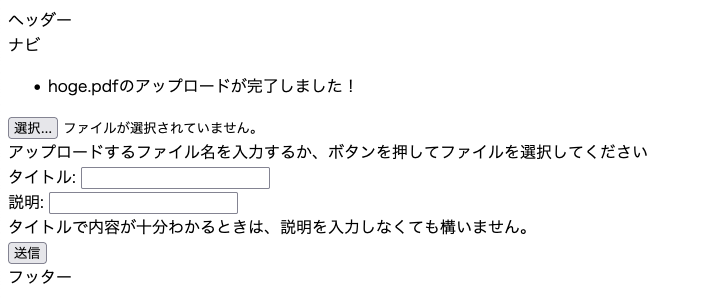 ヘッダー
ナビ
• hoge.pdfのアップロードが完了しました！
選択... ファイルが選択されていません。
アップロードするファイル名を入力するか、ボタンを押してファイルを選択してください
タイトル:
説明:
タイトルで内容が十分わかるときは、説明を入力しなくても構いません。
送信
フッター